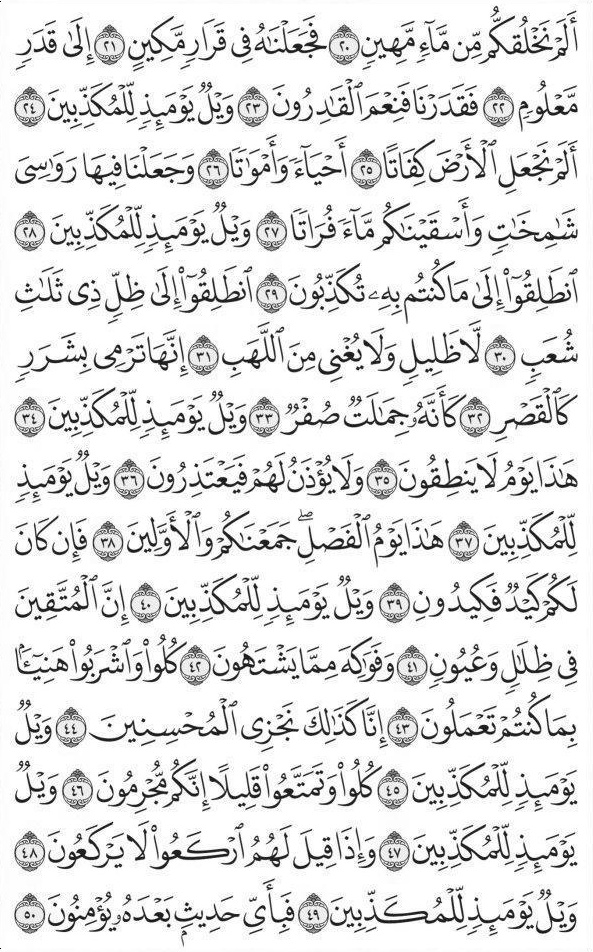 أَلَمْ نَخْلُقكُّم مِّن مَّآءٍ مَّهِينٍ ٢٠ فَجَعَلْنَٰهُ فِى قَرَارٍ مَّكِينٍ ٢١ إِلَىٰ قَدَرٍ
مَّعْلُومٍ ٢٢ فَقَدَرْنَا فَنِعْمَ ٱلْقَٰدِرُونَ ٢٣ وَيْلٌ يَوْمَئِذٍ لِّلْمُكَذِّبِينَ ٢٤
أَلَمْ نَجْعَلِ ٱلْأَرْضَ كِفَاتًا ٢٥ أَحْيَآءً وَأَمْوَٰتًا ٢٦ وَجَعَلْنَا فِيهَا رَوَٰسِىَ
شَٰمِخَٰتٍ وَأَسْقَيْنَٰكُم مَّآءً فُرَاتًا ٢٧ وَيْلٌ يَوْمَئِذٍ لِّلْمُكَذِّبِينَ ٢٨
ٱنطَلِقُوٓا۟ إِلَىٰ مَا كُنتُم بِهِۦ تُكَذِّبُونَ ٢٩ ٱنطَلِقُوٓا۟ إِلَىٰ ظِلٍّ ذِى ثَلَٰثِ
شُعَبٍ ٣٠ لَّا ظَلِيلٍ وَلَا يُغْنِى مِنَ ٱللَّهَبِ ٣١ إِنَّهَا تَرْمِى بِشَرَرٍ
كَٱلْقَصْرِ ٣٢ كَأَنَّهُۥ جِمَٰلَتٌ صُفْرٌ ٣٣ وَيْلٌ يَوْمَئِذٍ لِّلْمُكَذِّبِينَ ٣٤
هَٰذَا يَوْمُ لَا يَنطِقُونَ ٣٥ وَلَا يُؤْذَنُ لَهُمْ فَيَعْتَذِرُونَ ٣٦ وَيْلٌ يَوْمَئِذٍ
لِّلْمُكَذِّبِينَ ٣٧ هَٰذَا يَوْمُ ٱلْفَصْلِ ۖ جَمَعْنَٰكُمْ وَٱلْأَوَّلِينَ ٣٨ فَإِن كَانَ
لَكُمْ كَيْدٌ فَكِيدُونِ ٣٩ وَيْلٌ يَوْمَئِذٍ لِّلْمُكَذِّبِينَ ٤٠ إِنَّ ٱلْمُتَّقِينَ
فِى ظِلَٰلٍ وَعُيُونٍ ٤١ وَفَوَٰكِهَ مِمَّا يَشْتَهُونَ ٤٢ كُلُوا۟ وَٱشْرَبُوا۟ هَنِيٓـًٔۢا
بِمَا كُنتُمْ تَعْمَلُونَ ٤٣ إِنَّا كَذَٰلِكَ نَجْزِى ٱلْمُحْسِنِينَ ٤٤ وَيْلٌ
يَوْمَئِذٍ لِّلْمُكَذِّبِينَ ٤٥ كُلُوا۟ وَتَمَتَّعُوا۟ قَلِيلًا إِنَّكُم مُّجْرِمُونَ ٤٦ وَيْلٌ
يَوْمَئِذٍ لِّلْمُكَذِّبِينَ ٤٧ وَإِذَا قِيلَ لَهُمُ ٱرْكَعُوا۟ لَا يَرْكَعُونَ ٤٨
وَيْلٌ يَوْمَئِذٍ لِّلْمُكَذِّبِينَ ٤٩ فَبِأَىِّ حَدِيثٍۭ بَعْدَهُۥ يُؤْمِنُونَ ٥٠